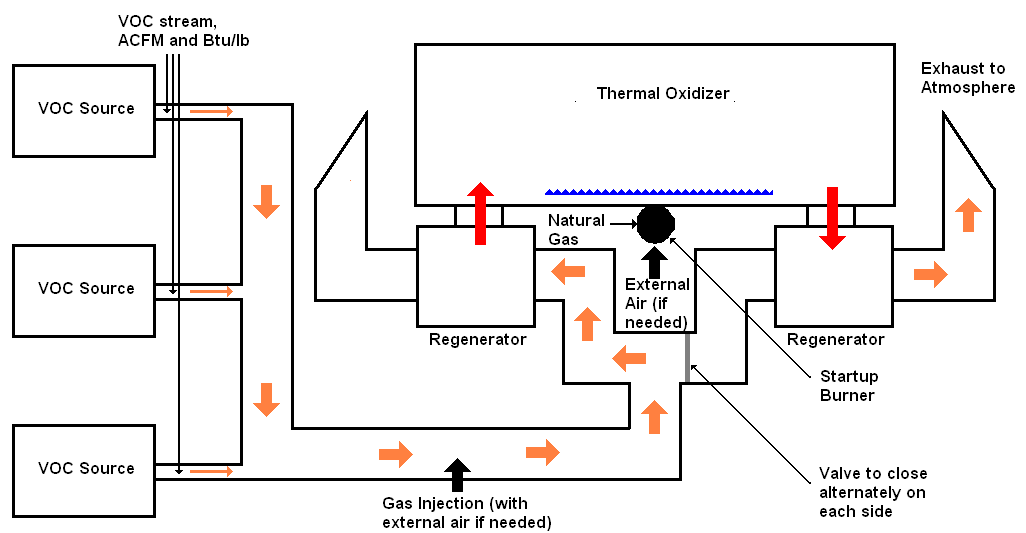 VOC stream,
ACFM and Btu/lb
VOC Source
Thermal Oxidizer
Exhaust to
Atmosphere
Natural
Gas
VOC Source
External
Air (if
needed)
Regenerator
Regenerator
Startup
Burner
VOC Source
Valve to close
alternately on
each side
Gas Injection (with
external air if needed)